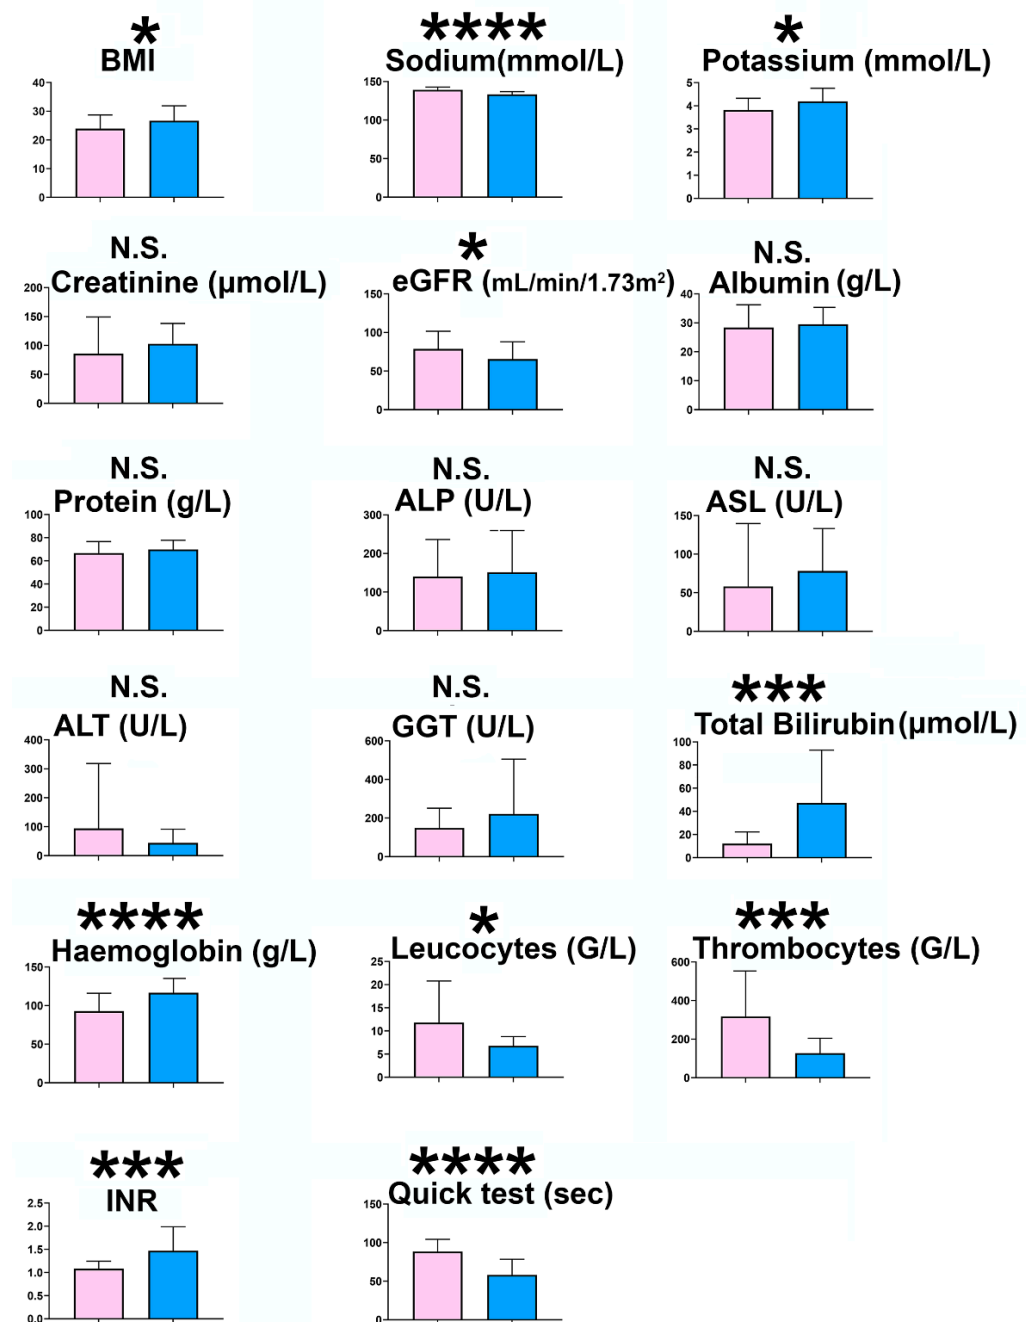 * **** *
BMI Sodium(mmol/L) Potassium (mmol/L)
40 150 5
30 100 4
20 50 3
10 0 2
0 1
0
N.S. * N.S.
Creatinine (µmol/L) eGFR (mL/min/1.73m²) Albumin (g/L)
200 150 40
150 100 30
100 50 20
50 0 10
0 0
N.S. N.S. N.S.
Protein (g/L) ALP (U/L) ASL (U/L)
100 300 150
80 200 100
60 100 50
40 0 0
20
0
N.S. N.S. ***
ALT (U/L) GGT (U/L) Total Bilirubin(µmol/L)
400 600 100
300 400 80
200 200 60
100 0 40
0 20
0
**** * ***
Haemoglobin (g/L) Leucocytes (G/L) Thrombocytes (G/L)
150 25 600
100 20 400
50 15 200
0 10 0
5
0
*** ****
INR Quick test (sec)
2.5 150
2.0 100
1.5 50
1.0 0
0.5
0.0